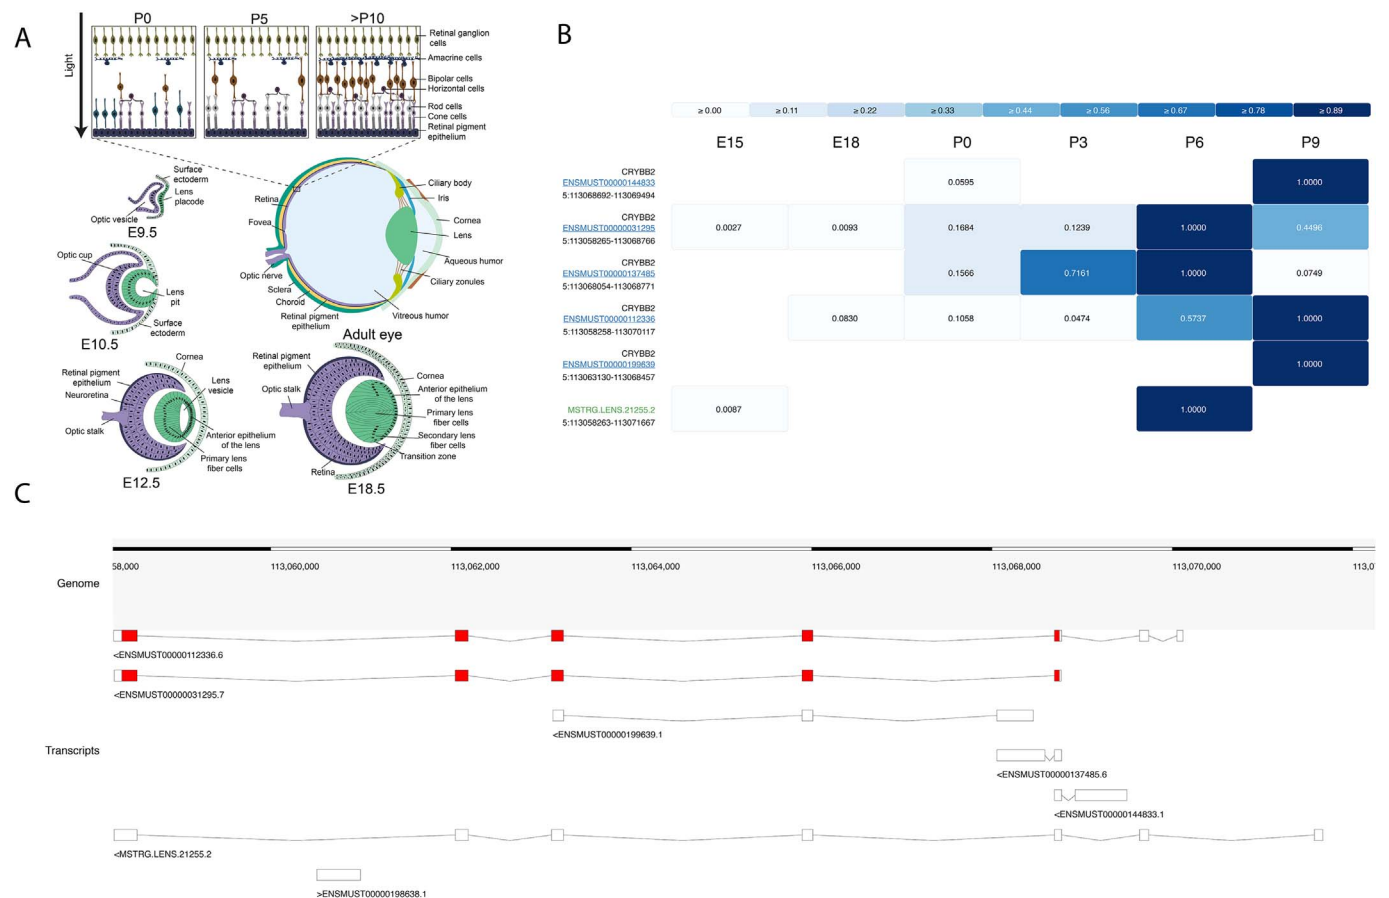 A
P0
P5
>P10
Light
Retinal ganglion
cells
Amacrine cells
Bipolar cells
Horizontal cells
Rod cells
Cone cells
Retinal pigment
epithelium
Surface
ectoderm
Lens
placode
Optic vesicle
E9.5
Optic cup
Lens
pit
Surface
ectoderm
E10.5
Retina
Fovea
Optic nerve
Sclera
Choroid
Retinal pigment
epithelium
Ciliary body
Iris
Cornea
Lens
Aqueous humor
Ciliary zonules
Vitreous humor
Adult eye
Cornea
Retinal pigment
epithelium
Neuroretina
Optic stalk
Lens
vesicle
Anterior epithelium
of the lens
Primary lens
fiber cells
E12.5
Retinal pigment
epithelium
Optic stalk
Retina
Cornea
Anterior epithelium
of the lens
Primary lens
fiber cells
Secondary lens
fiber cells
Transition zone
E18.5
B
≥ 0.00 ≥ 0.11 ≥ 0.22 ≥ 0.33 ≥ 0.44 ≥ 0.56 ≥ 0.67 ≥ 0.78 ≥ 0.89
E15 E18 P0 P3 P6 P9
CRYBB2
ENSMUST00000144833 0.0595 1.0000
5:113068692-113069494
CRYBB2
ENSMUST00000031295 0.0027 0.0093 0.1684 0.1239 1.0000 0.4496
5:113058265-113068766
CRYBB2
ENSMUST00000137485 0.1566 0.7161 1.0000 0.0749
5:113068054-113068771
CRYBB2
ENSMUST00000112336 0.0830 0.1058 0.0474 0.5737 1.0000
5:113058258-113070117
CRYBB2
ENSMUST00000199639 1.0000
5:113063130-113068457
MSTRG.LENS.21255.2 0.0087 1.0000
5:113058263-113071667
C
58,000 113,060,000 113,062,000 113,064,000 113,066,000 113,068,000 113,070,000 113,0
Genome
<ENSMUST00000112336.6
<ENSMUST00000031295.7
<ENSMUST00000199639.1
Transcripts
<ENSMUST00000137485.6
<ENSMUST00000144833.1
<MSTRG.LENS.21255.2
>ENSMUST00000198638.1